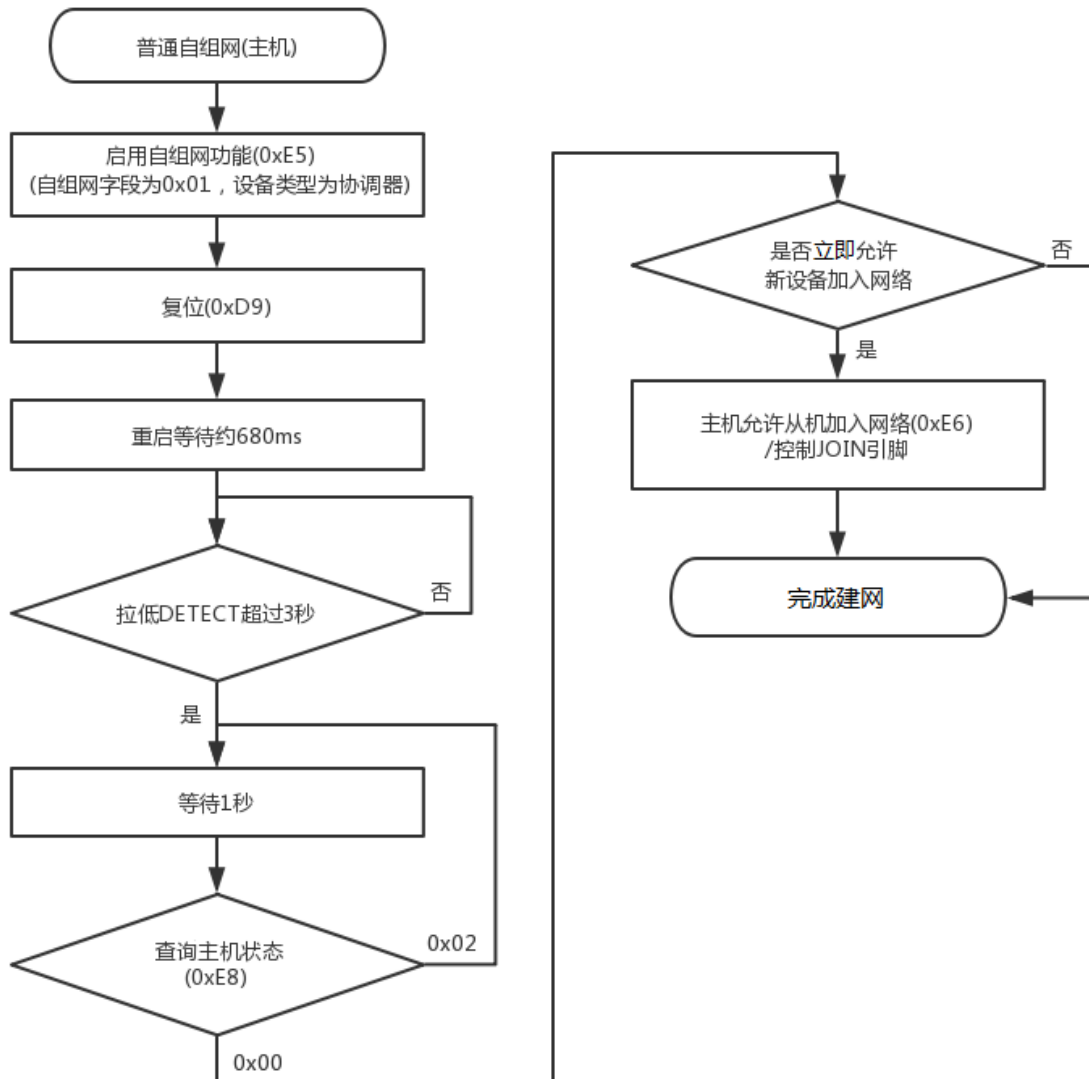 普通自组网(主机)
启用自组网功能(0xE5)
(自组网字段为0x01，设备类型为协调器)
复位(0xD9)
重启等待约680ms
拉低DETECT超过3秒
否
是
等待1秒
查询主机状态
(0xE8)
0x02
0x00
是否立即允许
新设备加入网络
否
是
主机允许从机加入网络(0xE6)
/控制JOIN引脚
完成建网